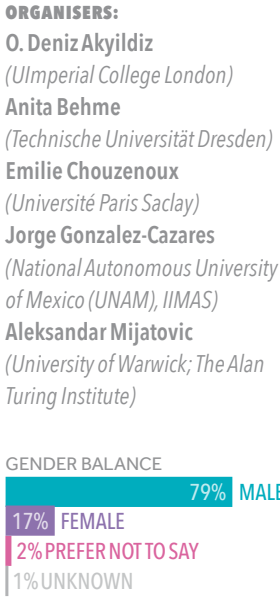 ORGANISERS:
O. Deniz Akyildiz
(UImperial College London)
Anita Behme
(Technische Universität Dresden)
Emilie Chouzenoux
(Université Paris Saclay)
Jorge Gonzalez-Cazares
(National Autonomous University
of Mexico (UNAM), IIMAS)
Aleksandar Mijatovic
(University of Warwick; The Alan
Turing Institute)
GENDER BALANCE
79% MALE
17% FEMALE
2% PREFER NOT TO SAY
1% UNKNOWN